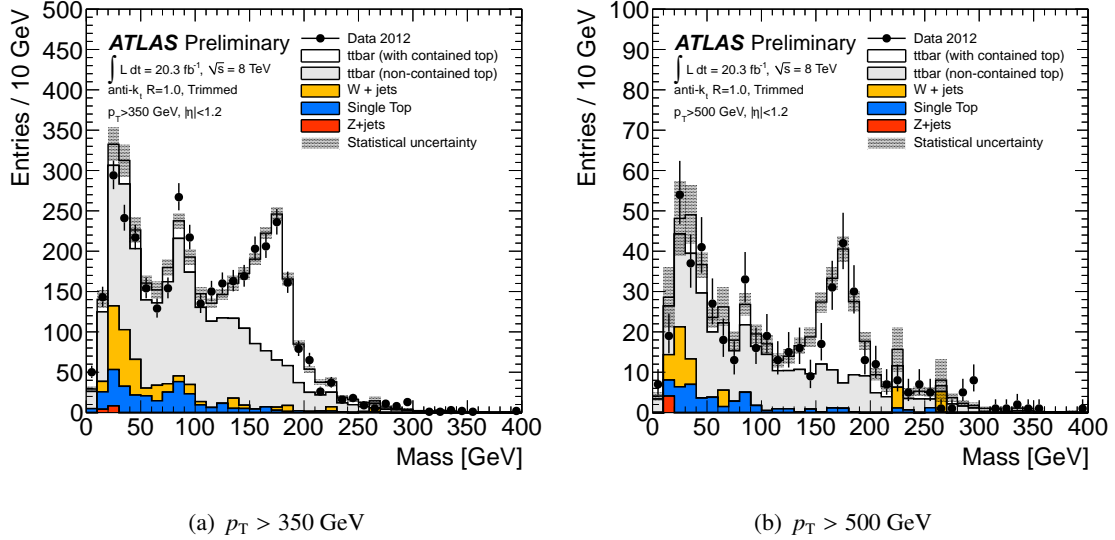 500
450
400
350
300
250
200
150
100
50
0
Entries / 10 GeV
ATLAS Preliminary
∫ L dt = 20.3 fb⁻¹, √s = 8 TeV
anti-kₜ R=1.0, Trimmed
p_T>350 GeV, |η|<1.2
Data 2012
ttbar (with contained top)
ttbar (non-contained top)
W + jets
Single Top
Z+jets
Statistical uncertainty
0 50 100 150 200 250 300 350 400
Mass [GeV]
(a) p_T > 350 GeV
100
90
80
70
60
50
40
30
20
10
0
Entries / 10 GeV
ATLAS Preliminary
∫ L dt = 20.3 fb⁻¹, √s = 8 TeV
anti-kₜ R=1.0, Trimmed
p_T>500 GeV, |η|<1.2
Data 2012
ttbar (with contained top)
ttbar (non-contained top)
W + jets
Single Top
Z+jets
Statistical uncertainty
0 50 100 150 200 250 300 350 400
Mass [GeV]
(b) p_T > 500 GeV